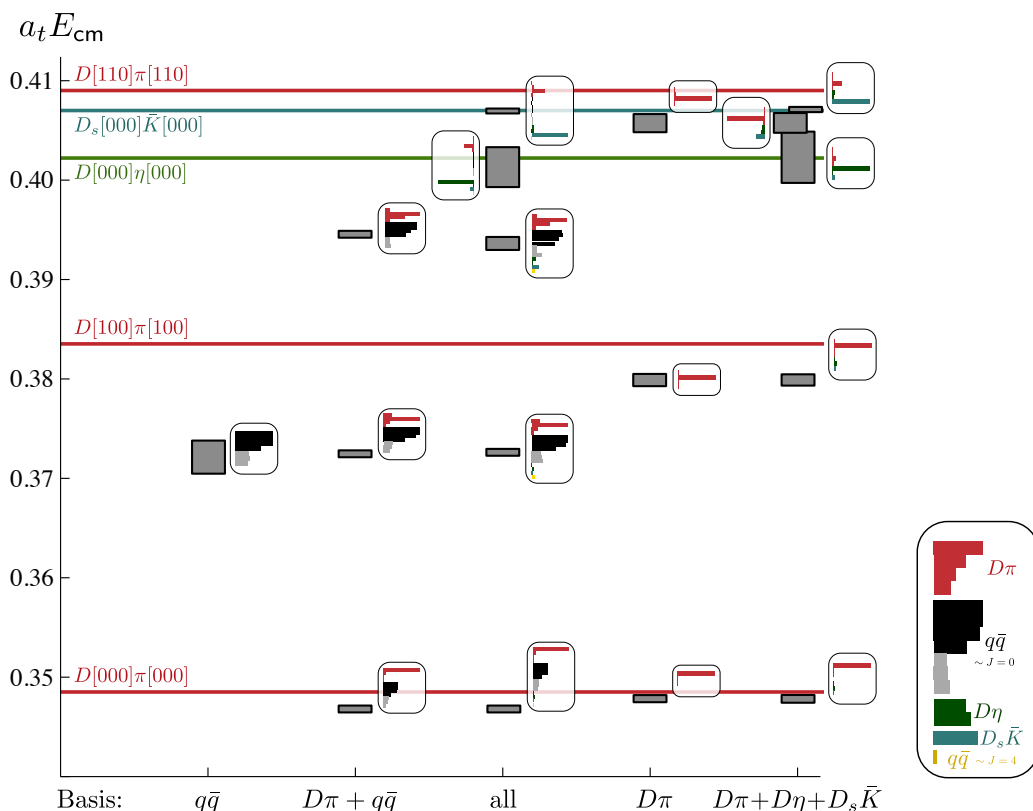 a_t E_cm
0.41
D[110]π[110]
D_s[000]K̄[000]
D[000]η[000]
0.40
0.39
D[100]π[100]
0.38
0.37
0.36
D[000]π[000]
0.35
Dπ
qq̄
~ J = 0
Dη
D_sK̄
qq̄ ~ J = 4
Basis: qq̄ Dπ + qq̄ all Dπ Dπ+Dη+D_sK̄